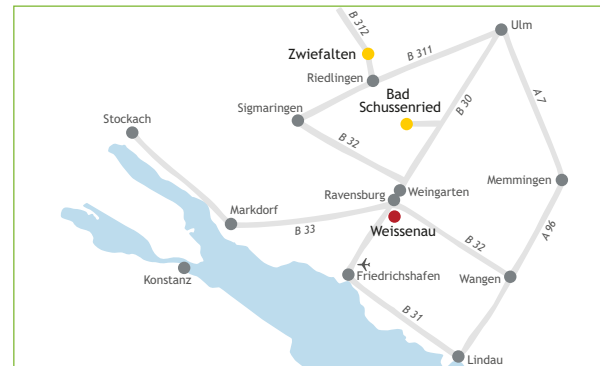 B 312
Ulm
Zwiefalten
B 311
Riedlingen
Bad
Schussenried
B 30
A 7
Sigmaringen
Stockach
B 32
Memmingen
Ravensburg
Weingarten
Markdorf
B 33
Weissenau
B 32
A 96
Konstanz
Friedrichshafen
Wangen
B 31
Lindau